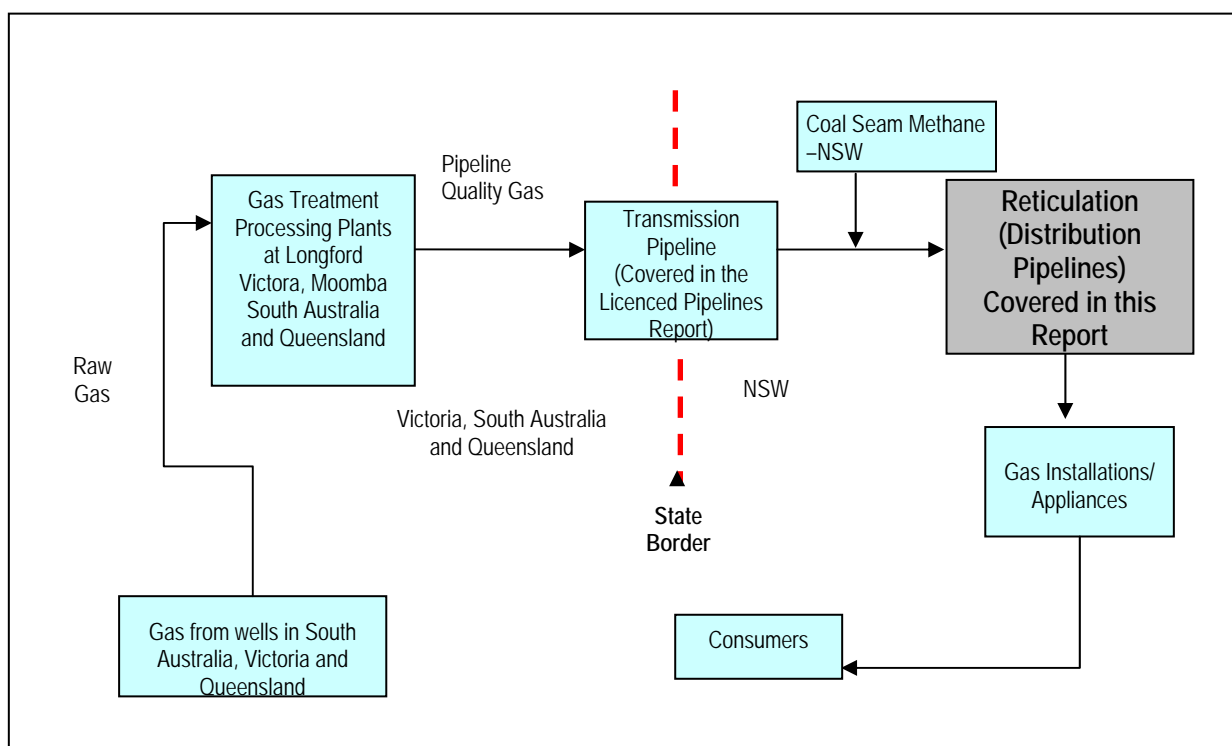 Coal Seam Methane
–NSW
Pipeline
Quality Gas
Gas Treatment
Processing Plants
at Longford
Victora, Moomba
South Australia
and Queensland
Transmission
Pipeline
(Covered in the
Licenced Pipelines
Report)
Reticulation
(Distribution
Pipelines)
Covered in this
Report
Raw
Gas
NSW
Victoria, South Australia
and Queensland
Gas Installations/
Appliances
State
Border
Gas from wells in South
Australia, Victoria and
Queensland
Consumers